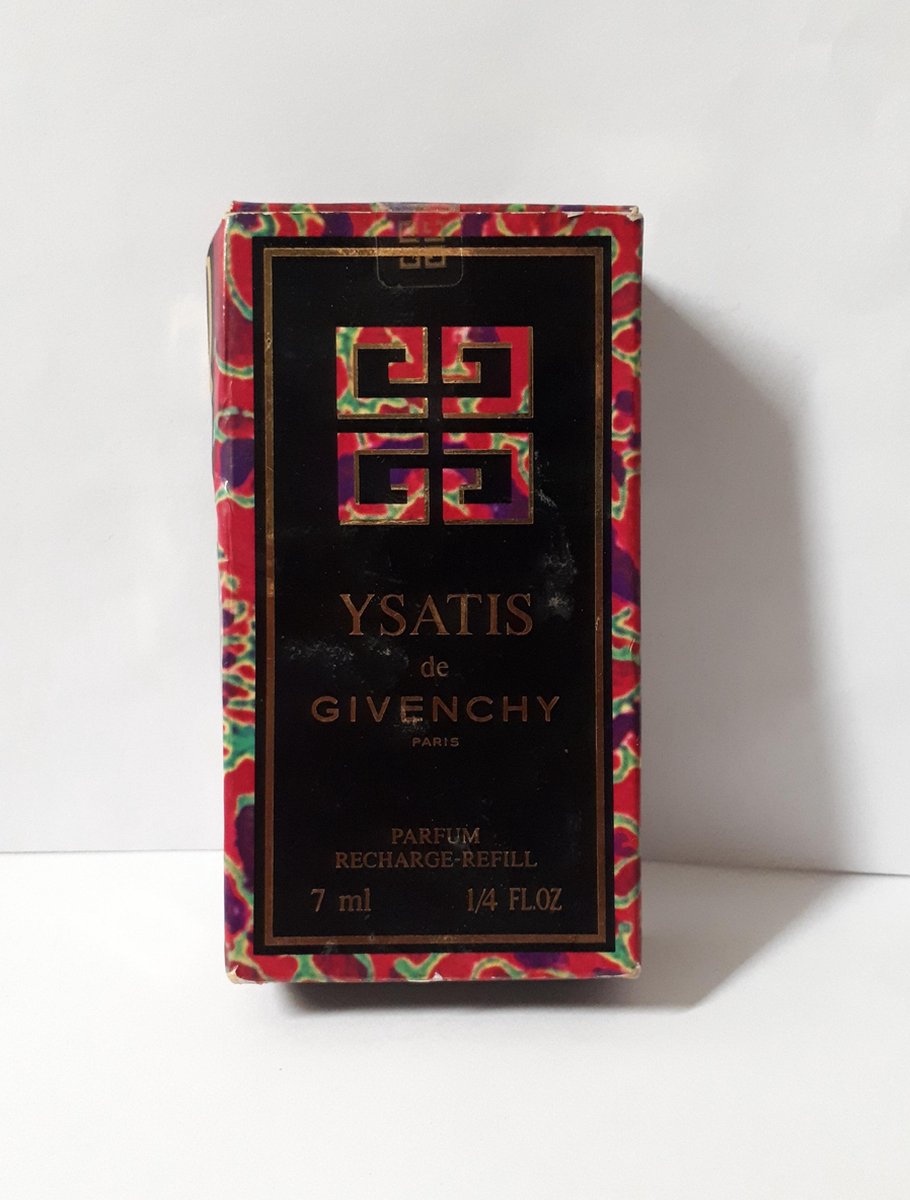 YSATIS
de
GIVENCHY
PARIS
PARFUM
RECHARGE-REFILL
7 ml 1/4 FL.OZ